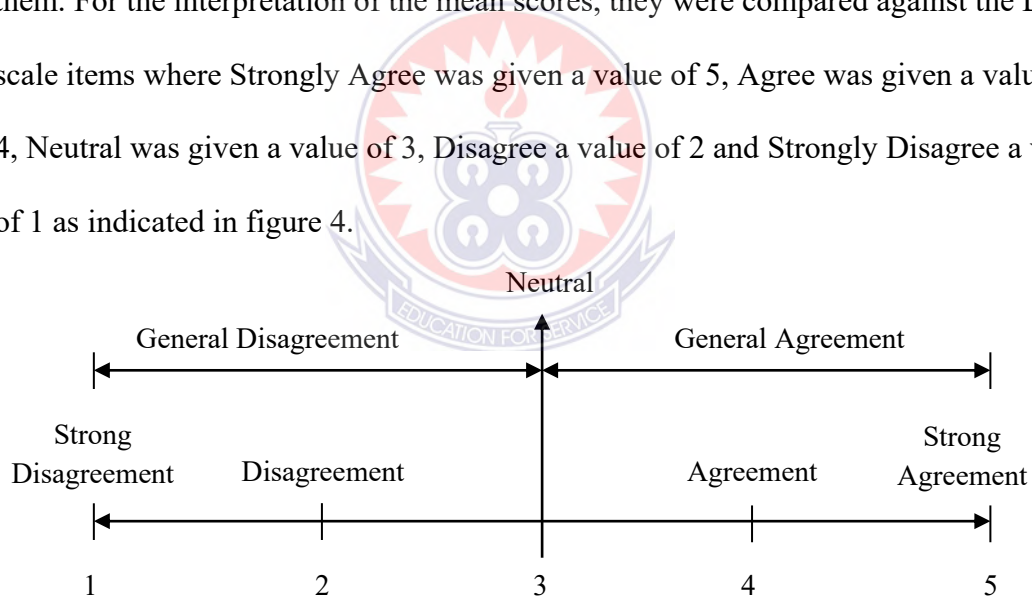 them. For the interpretation of the mean scores, they were compared against the
scale items where Strongly Agree was given a value of 5, Agree was given a
4, Neutral was given a value of 3, Disagree a value of 2 and Strongly Disagree a
of 1 as indicated in figure 4.
EDUCATION FOR SERVICE
Neutral
General Disagreement General Agreement
Strong Disagreement Disagreement Agreement Strong Agreement
1 2 3 4 5